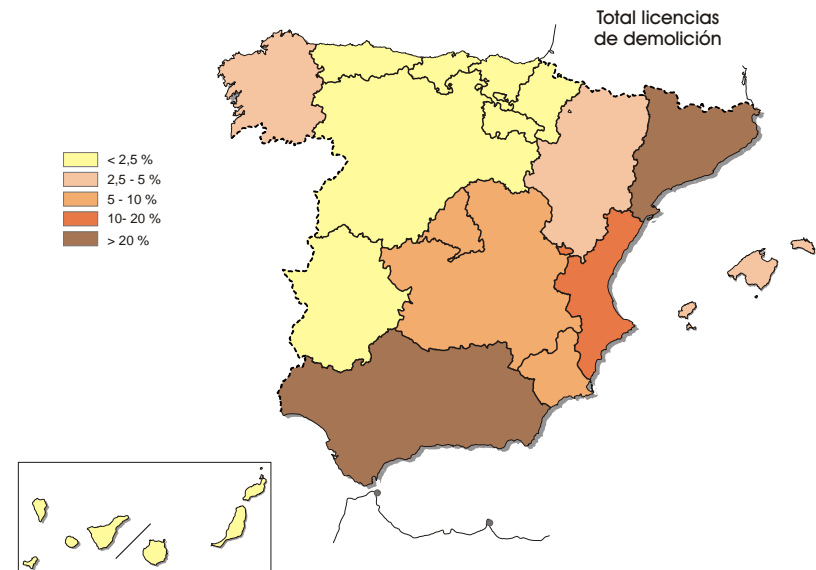 Total licencias
de demolición
< 2,5 %
2,5 - 5 %
5 - 10 %
10- 20 %
> 20 %